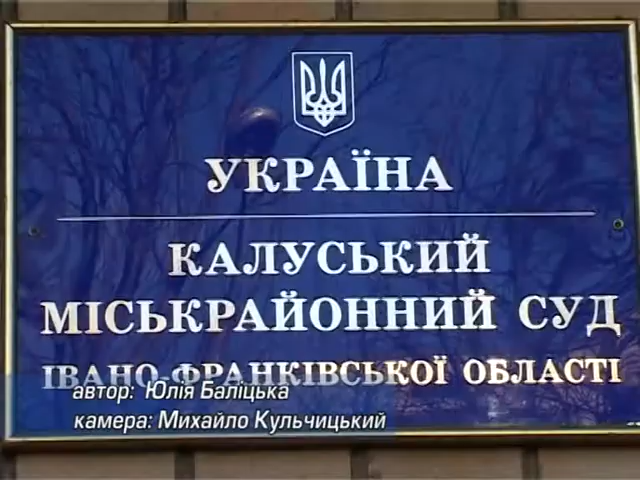 УКРАЇНА
КАЛУСЬКИЙ
МІСЬКРАЙОННИЙ СУД
ІВАНО-ФРАНКІВСЬКОЇ ОБЛАСТІ
автор: Юлія Баліцька
камера: Михайло Кульчицький